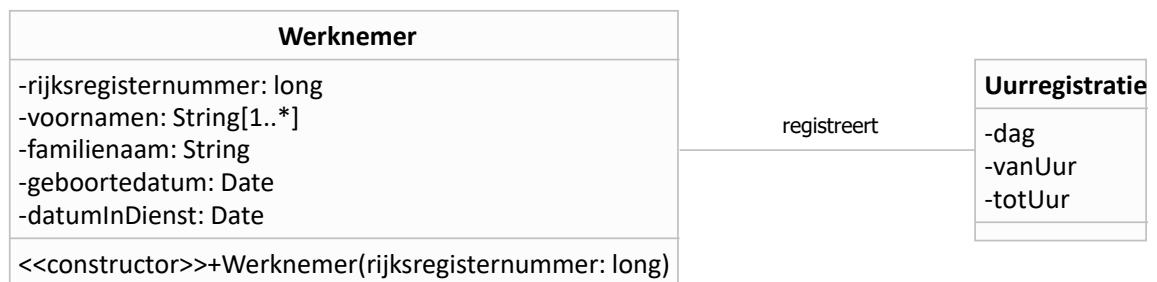 Werknemer
-rijksregisternummer: long
-voornamen: String[1..*]
-familienaam: String
-geboortedatum: Date
-datumInDienst: Date
<<constructor>>+Werknemer(rijksregisternummer: long)
registreert
Uurregistratie
-dag
-vanUur
-totUur